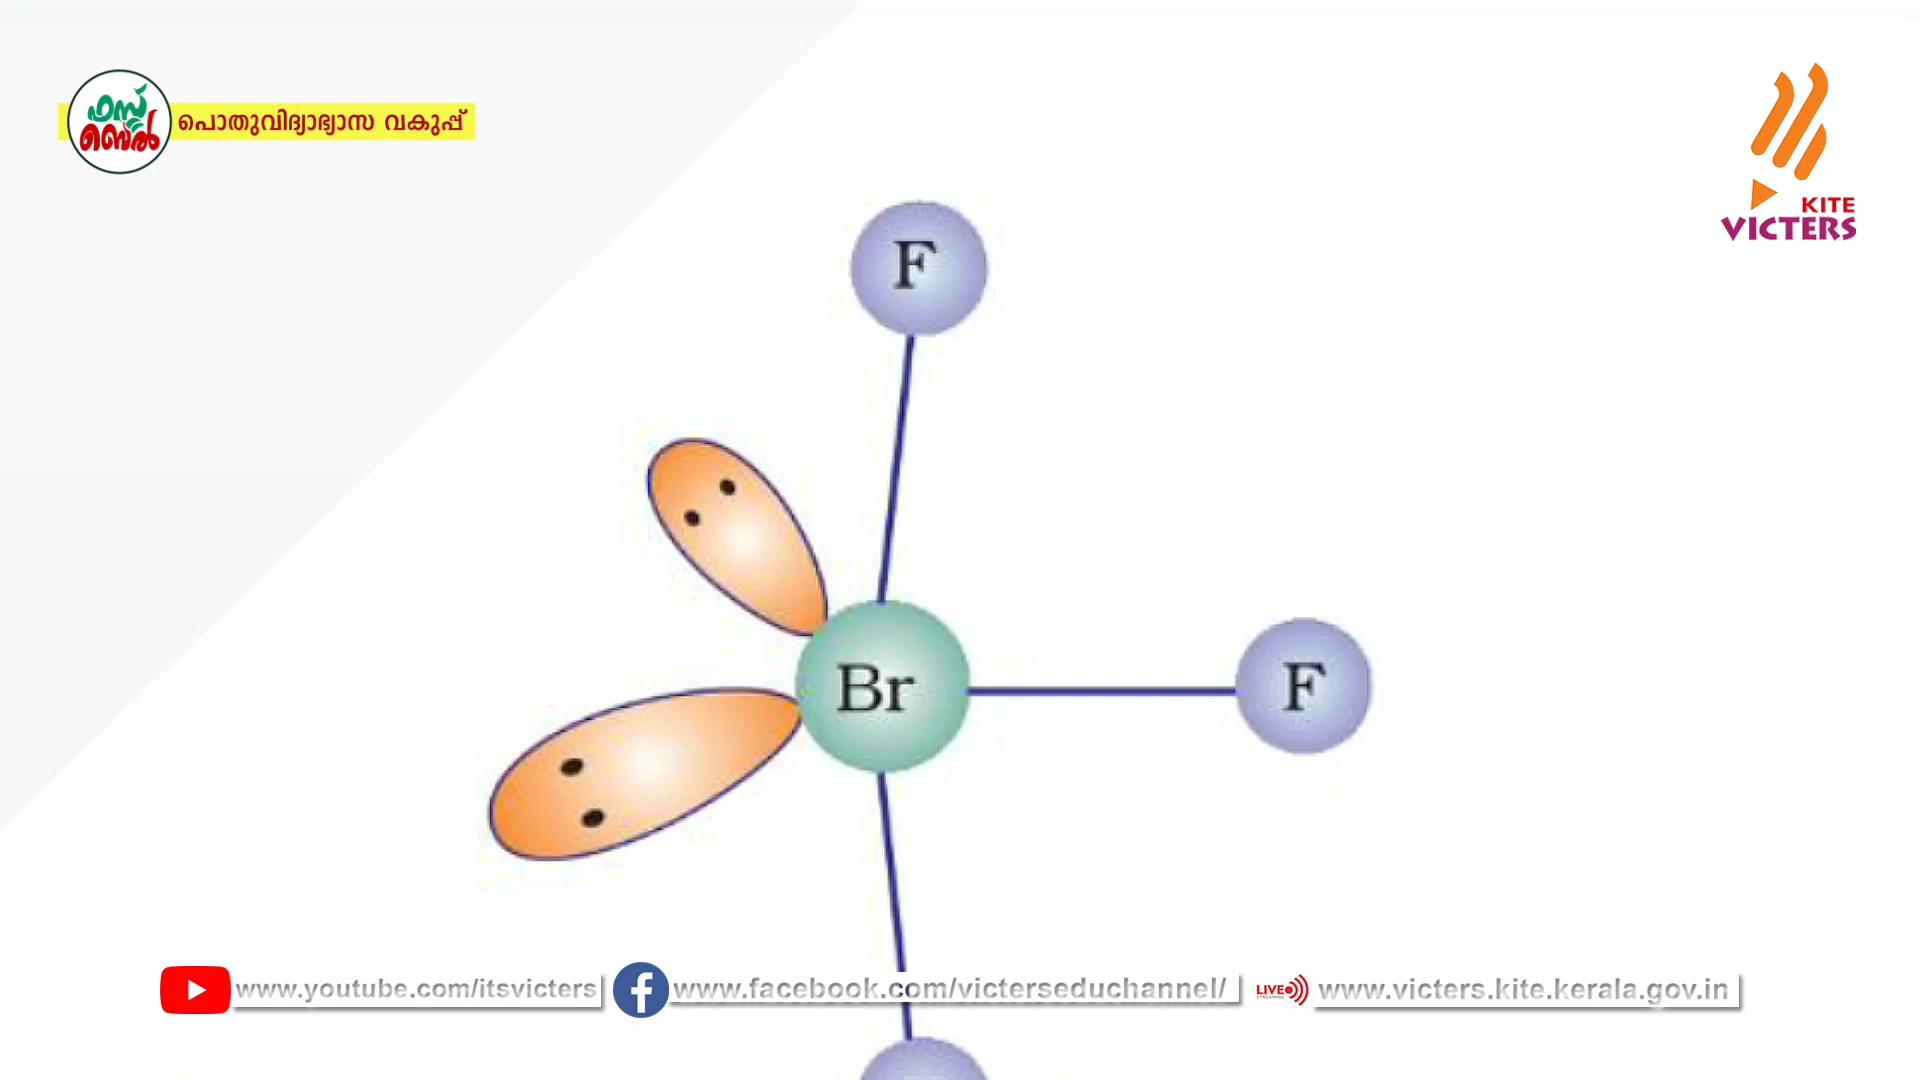 ഫസ്റ്റ്
ബെൽ
പൊതുവിദ്യാഭ്യാസ വകുപ്പ്
KITE
VICTERS
F
Br
F
www.youtube.com/itsvicters
www.facebook.com/victerseduchannel/
LIVE
STREAMING
www.victers.kite.kerala.gov.in